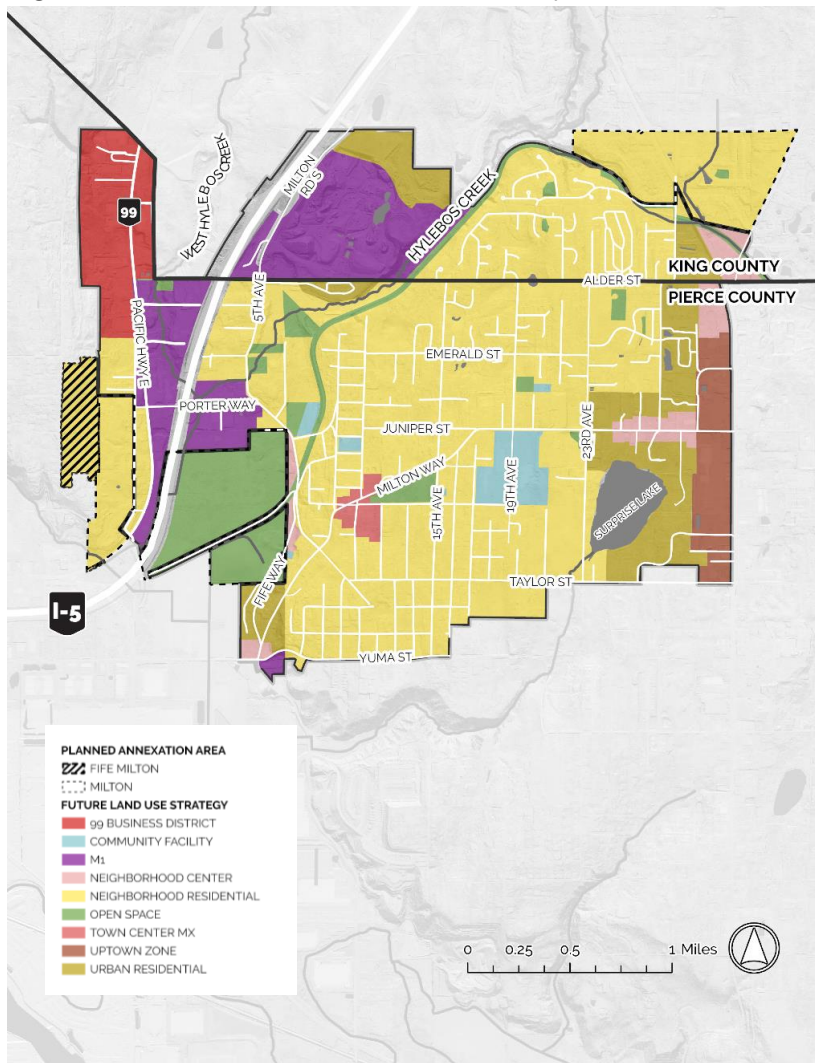 WEST HYLEBOS CREEK
MILTON
RD S
HYLEBOS CREEK
99
KING COUNTY
5TH AVE
ALDER ST
PIERCE COUNTY
PACIFIC HWY E
EMERALD ST
PORTER WAY
JUNIPER ST
23RD AVE
MILTON WAY
15TH AVE
19TH AVE
SURPRISE LAKE
FIFE WAY
TAYLOR ST
I-5
YUMA ST
PLANNED ANNEXATION AREA
FIFE MILTON
MILTON
FUTURE LAND USE STRATEGY
99 BUSINESS DISTRICT
COMMUNITY FACILITY
M1
NEIGHBORHOOD CENTER
NEIGHBORHOOD RESIDENTIAL
OPEN SPACE
TOWN CENTER MX
UPTOWN ZONE
URBAN RESIDENTIAL
0 0.25 0.5 1 Miles